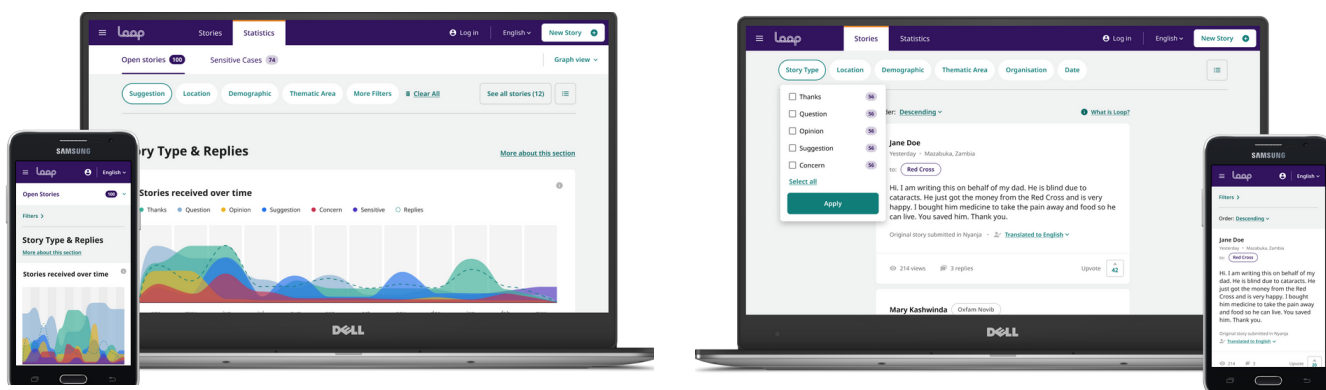 Loop
Stories
Statistics
Log in
English
New Story
Open stories 100
Sensitive Cases 74
Graph view
Suggestion
Location
Demographic
Thematic Area
More Filters
Clear All
See all stories (12)
ry Type & Replies
More about this section
Stories received over time
Thanks
Question
Opinion
Suggestion
Concern
Sensitive
Replies
DELL
SAMSUNG
Loop
English
Open Stories 100
Filters >
Story Type & Replies
More about this section
Stories received over time
Loop
Stories
Statistics
Log in
English
New Story
Story Type
Location
Demographic
Thematic Area
Organisation
Date
Thanks 56
Question 56
Opinion 56
Suggestion 56
Concern 56
Select all
Apply
er: Descending
What is Loop?
Jane Doe
Yesterday • Mazabuka, Zambia
to: Red Cross
Hi. I am writing this on behalf of my dad. He is blind due to
cataracts. He just got the money from the Red Cross and is very
happy. I bought him medicine to take the pain away and food so he
can live. You saved him. Thank you.
Original story submitted in Nyanja • Translated to English
214 views
3 replies
Upvote 42
Mary Kashwinda Oxfam Novib
DELL
SAMSUNG
Loop
English
Filters >
Order: Descending
Jane Doe
Yesterday • Mazabuka, Zambia
to: Red Cross
Hi. I am writing this on behalf of my
dad. He is blind due to cataracts. He
just got the money from the Red
Cross and is very happy. I bought
him medicine to take the pain away
and food so he can live. You saved
him. Thank you.
Original story submitted in Nyanja
Translated to English
214
3
Upvote